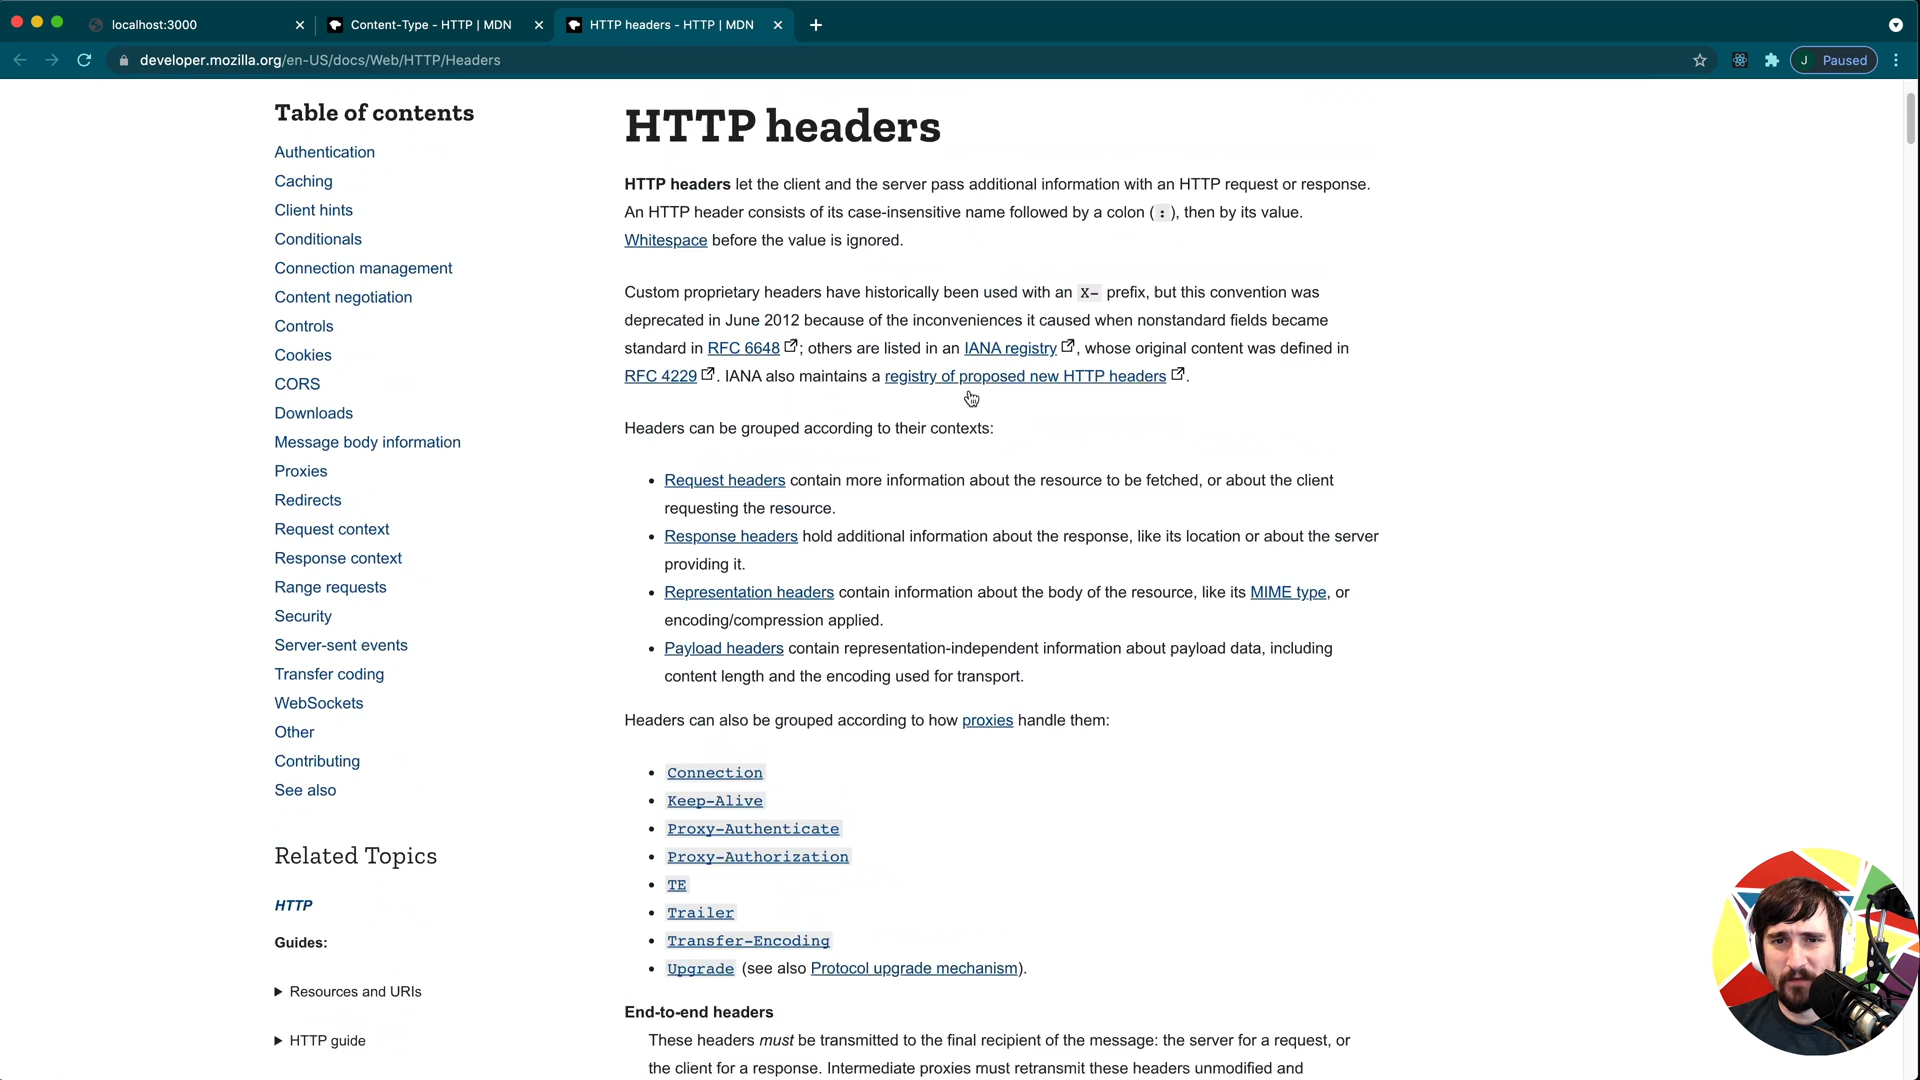 localhost:3000
Content-Type - HTTP | MDN
HTTP headers - HTTP | MDN
developer.mozilla.org/en-US/docs/Web/HTTP/Headers
J Paused
Table of contents
Authentication
Caching
Client hints
Conditionals
Connection management
Content negotiation
Controls
Cookies
CORS
Downloads
Message body information
Proxies
Redirects
Request context
Response context
Range requests
Security
Server-sent events
Transfer coding
WebSockets
Other
Contributing
See also
Related Topics
HTTP
Guides:
Resources and URIs
HTTP guide
HTTP headers
HTTP headers let the client and the server pass additional information with an HTTP request or response.
An HTTP header consists of its case-insensitive name followed by a colon (:), then by its value.
Whitespace before the value is ignored.
Custom proprietary headers have historically been used with an X- prefix, but this convention was
deprecated in June 2012 because of the inconveniences it caused when nonstandard fields became
standard in RFC 6648; others are listed in an IANA registry, whose original content was defined in
RFC 4229. IANA also maintains a registry of proposed new HTTP headers.
Headers can be grouped according to their contexts:
• Request headers contain more information about the resource to be fetched, or about the client
requesting the resource.
• Response headers hold additional information about the response, like its location or about the server
providing it.
• Representation headers contain information about the body of the resource, like its MIME type, or
encoding/compression applied.
• Payload headers contain representation-independent information about payload data, including
content length and the encoding used for transport.
Headers can also be grouped according to how proxies handle them:
• Connection
• Keep-Alive
• Proxy-Authenticate
• Proxy-Authorization
• TE
• Trailer
• Transfer-Encoding
• Upgrade (see also Protocol upgrade mechanism).
End-to-end headers
These headers must be transmitted to the final recipient of the message: the server for a request, or
the client for a response. Intermediate proxies must retransmit these headers unmodified and